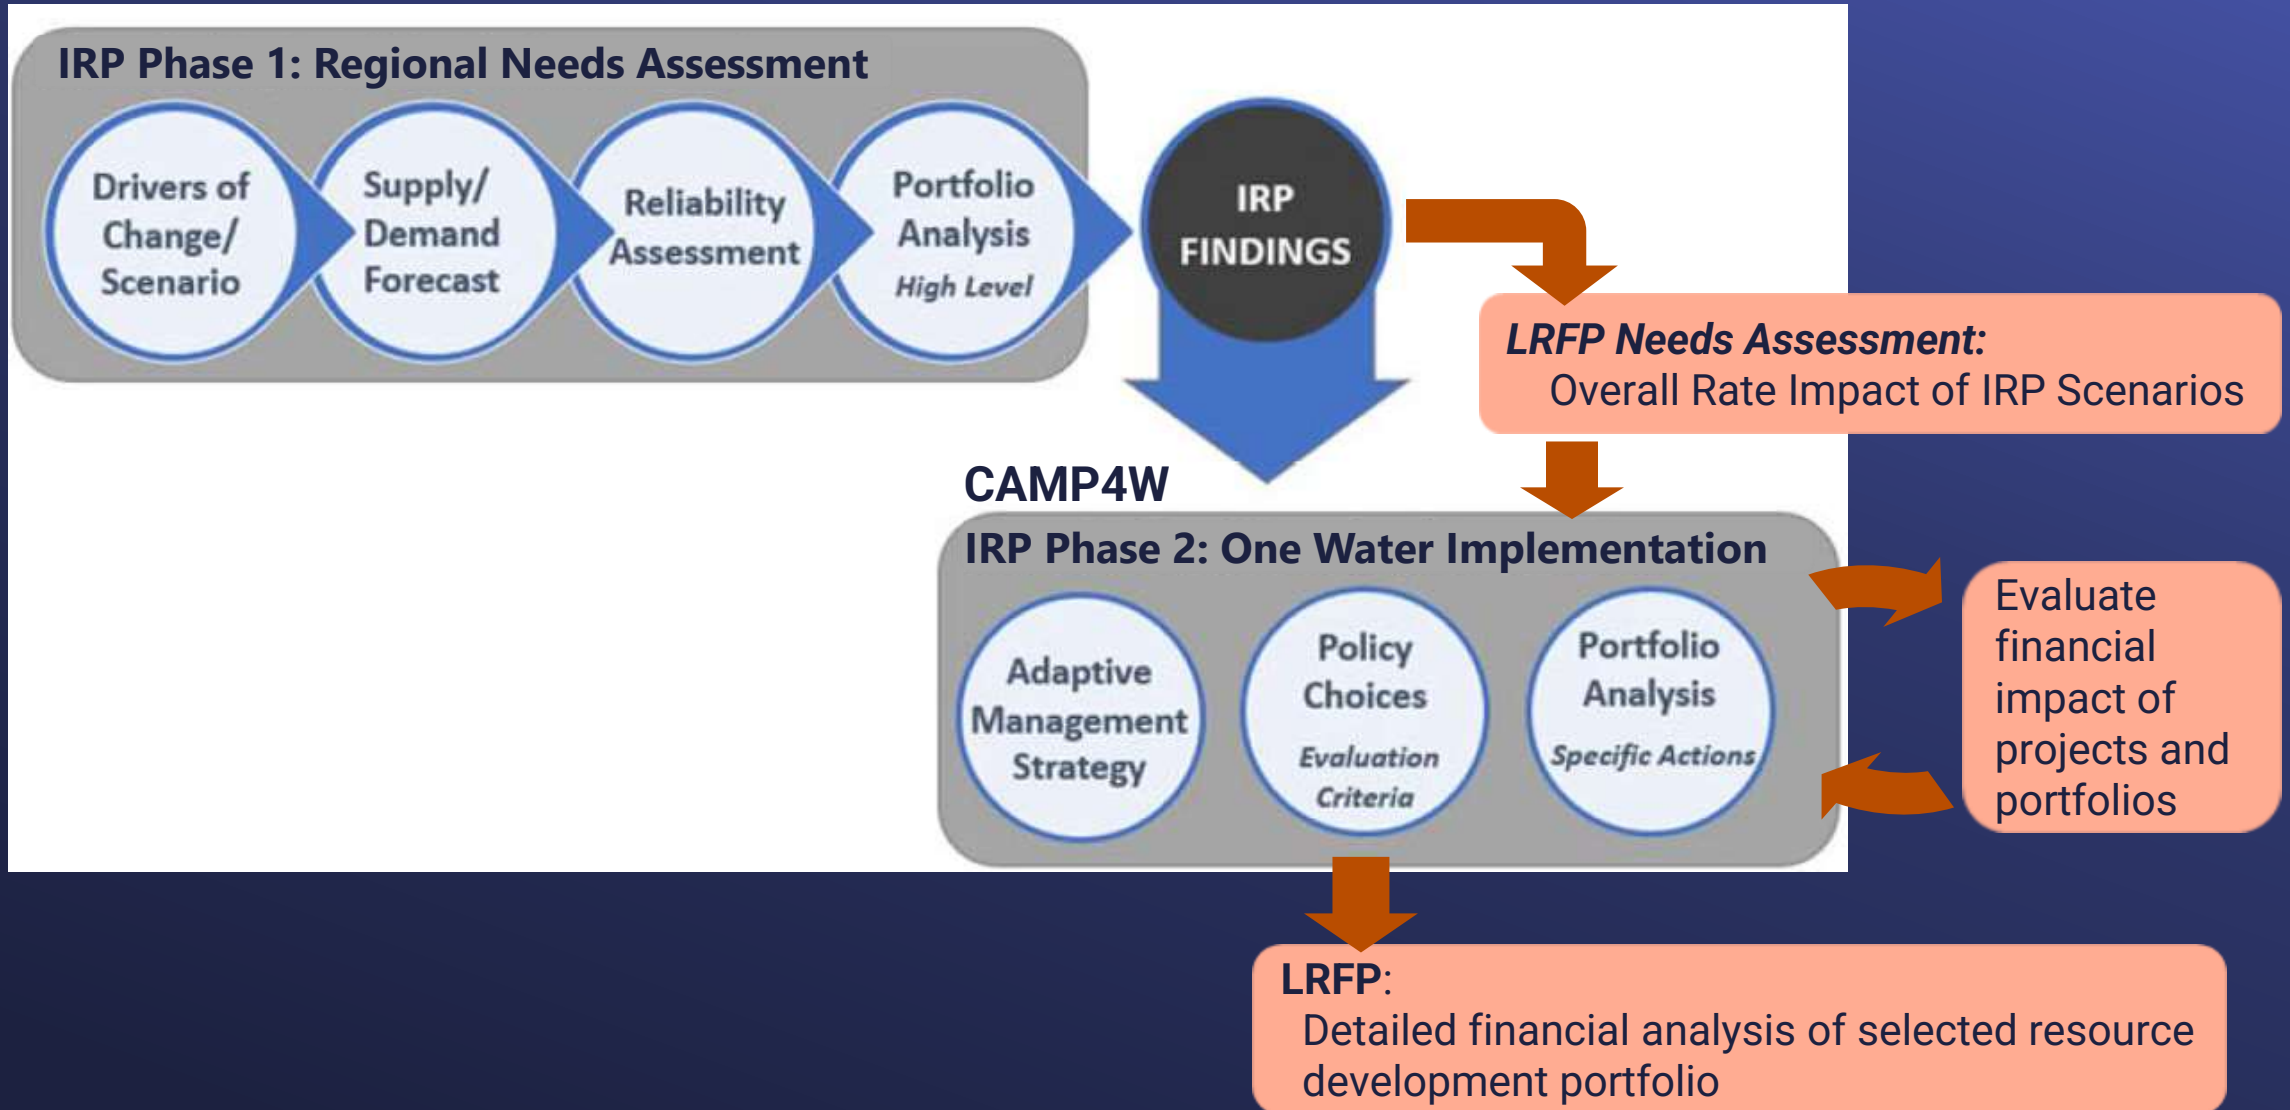 IRP Phase 1: Regional Needs Assessment
Drivers of
Change/
Scenario
Supply/
Demand
Forecast
Reliability
Assessment
Portfolio
Analysis
High Level
IRP
FINDINGS
LRFP Needs Assessment:
Overall Rate Impact of IRP Scenarios
CAMP4W
IRP Phase 2: One Water Implementation
Adaptive
Management
Strategy
Policy
Choices
Evaluation
Criteria
Portfolio
Analysis
Specific Actions
Evaluate
financial
impact of
projects and
portfolios
LRFP:
Detailed financial analysis of selected resource
development portfolio